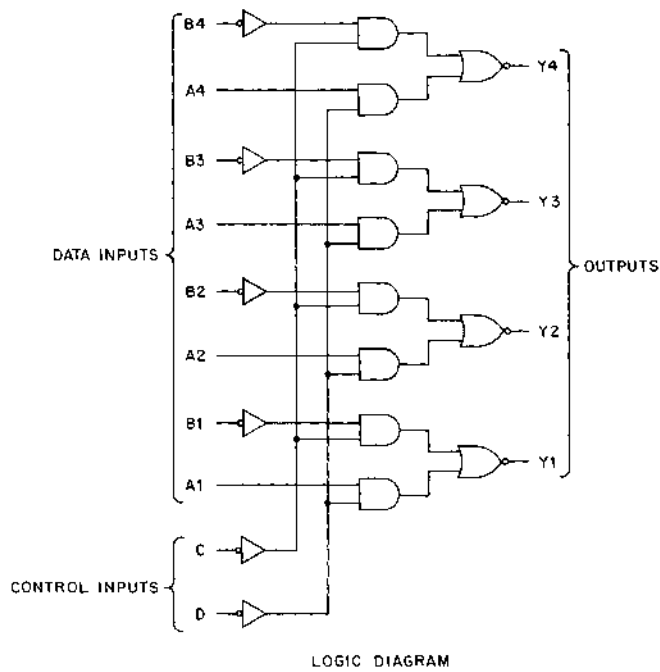 B4
Y4
A4
B3
Y3
A3
DATA INPUTS
OUTPUTS
B2
Y2
A2
B1
Y1
A1
C
CONTROL INPUTS
D
LOGIC DIAGRAM